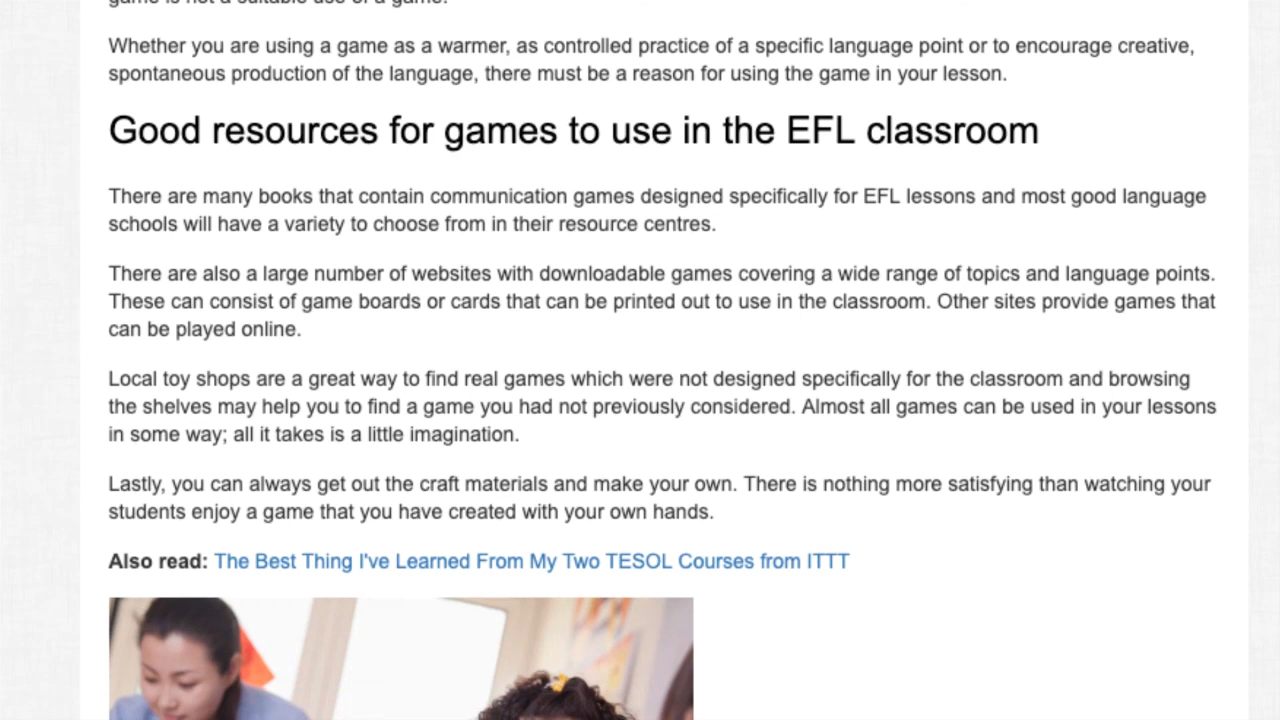 game is not a suitable use of a game.
Whether you are using a game as a warmer, as controlled practice of a specific language point or to encourage creative,
spontaneous production of the language, there must be a reason for using the game in your lesson.
Good resources for games to use in the EFL classroom
There are many books that contain communication games designed specifically for EFL lessons and most good language
schools will have a variety to choose from in their resource centres.
There are also a large number of websites with downloadable games covering a wide range of topics and language points.
These can consist of game boards or cards that can be printed out to use in the classroom. Other sites provide games that
can be played online.
Local toy shops are a great way to find real games which were not designed specifically for the classroom and browsing
the shelves may help you to find a game you had not previously considered. Almost all games can be used in your lessons
in some way; all it takes is a little imagination.
Lastly, you can always get out the craft materials and make your own. There is nothing more satisfying than watching your
students enjoy a game that you have created with your own hands.
Also read: The Best Thing I've Learned From My Two TESOL Courses from ITTT